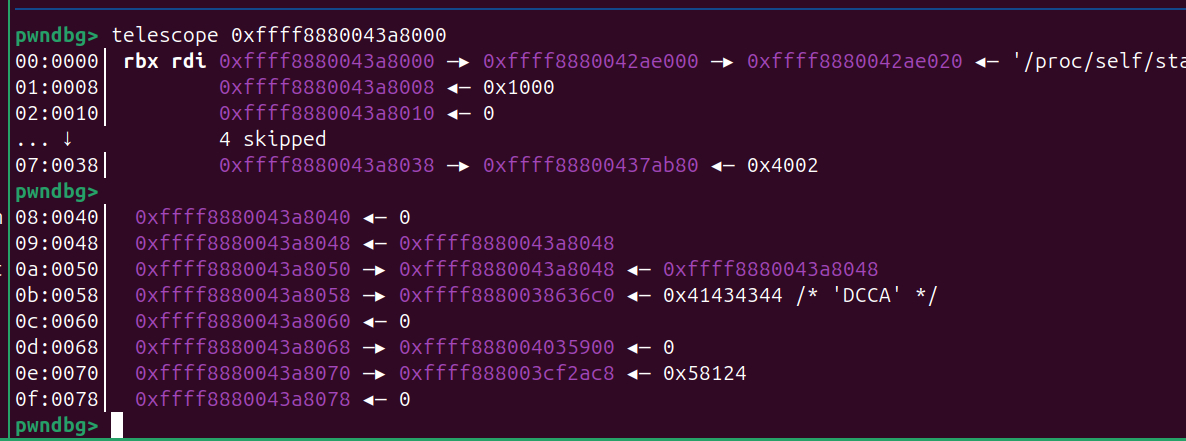 pwndbg> telescope 0xffff8880043a8000
00:0000│ rbx rdi 0xffff8880043a8000 —▸ 0xffff8880042ae000 —▸ 0xffff8880042ae020 ◂— '/proc/self/sta
01:0008│ 0xffff8880043a8008 ◂— 0x1000
02:0010│ 0xffff8880043a8010 ◂— 0
... ↓ 4 skipped
07:0038│ 0xffff8880043a8038 —▸ 0xffff88800437ab80 ◂— 0x4002
pwndbg>
08:0040│ 0xffff8880043a8040 ◂— 0
09:0048│ 0xffff8880043a8048 ◂— 0xffff8880043a8048
0a:0050│ 0xffff8880043a8050 —▸ 0xffff8880043a8048 ◂— 0xffff8880043a8048
0b:0058│ 0xffff8880043a8058 —▸ 0xffff8880038636c0 ◂— 0x41434344 /* 'DCCA' */
0c:0060│ 0xffff8880043a8060 ◂— 0
0d:0068│ 0xffff8880043a8068 —▸ 0xffff888004035900 ◂— 0
0e:0070│ 0xffff8880043a8070 —▸ 0xffff888003cf2ac8 ◂— 0x58124
0f:0078│ 0xffff8880043a8078 ◂— 0
pwndbg>